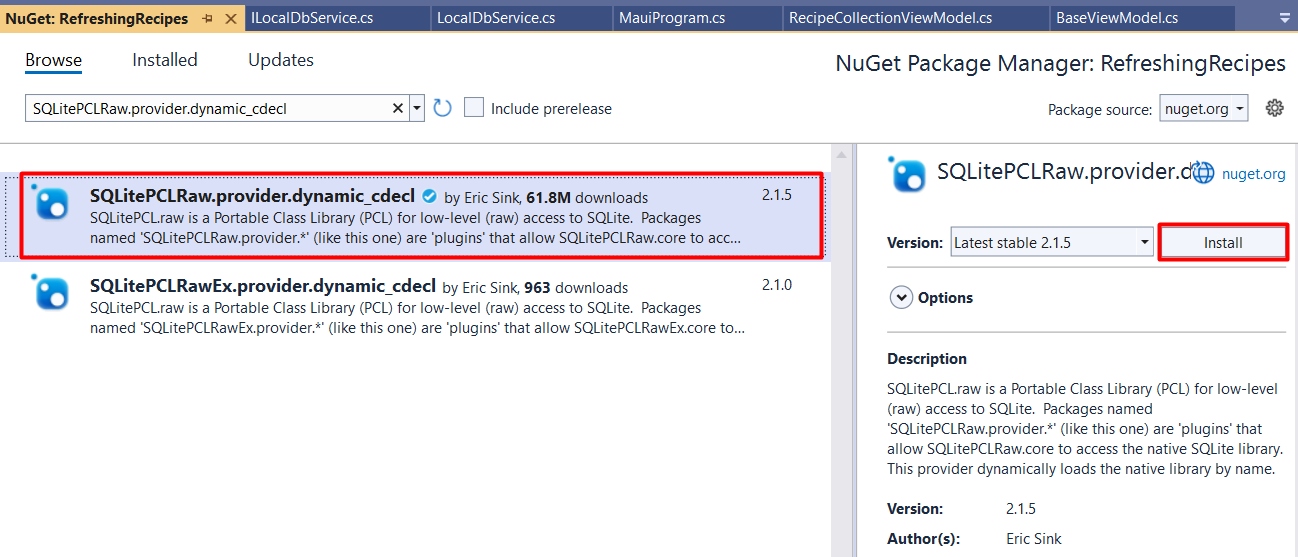 NuGet: RefreshingRecipes
ILocalDbService.cs
LocalDbService.cs
MauiProgram.cs
RecipeCollectionViewModel.cs
BaseViewModel.cs
Browse
Installed
Updates
NuGet Package Manager: RefreshingRecipes
SQLitePCLRaw.provider.dynamic_cdecl
Include prerelease
Package source: nuget.org
SQLitePCLRaw.provider.dynamic_cdecl by Eric Sink, 61.8M downloads 2.1.5
SQLitePCL.raw is a Portable Class Library (PCL) for low-level (raw) access to SQLite. Packages
named 'SQLitePCLRaw.provider.*' (like this one) are 'plugins' that allow SQLitePCLRaw.core to acc...
SQLitePCLRawEx.provider.dynamic_cdecl by Eric Sink, 963 downloads 2.1.0
SQLitePCL.raw is a Portable Class Library (PCL) for low-level (raw) access to SQLite. Packages
named 'SQLitePCLRawEx.provider.*' (like this one) are 'plugins' that allow SQLitePCLRawEx.core to...
SQLitePCLRaw.provider.d nuget.org
Version: Latest stable 2.1.5 Install
Options
Description
SQLitePCL.raw is a Portable Class Library (PCL) for low-level
(raw) access to SQLite. Packages named
'SQLitePCLRaw.provider.*' (like this one) are 'plugins' that
allow SQLitePCLRaw.core to access the native SQLite library.
This provider dynamically loads the native library by name.
Version: 2.1.5
Author(s): Eric Sink